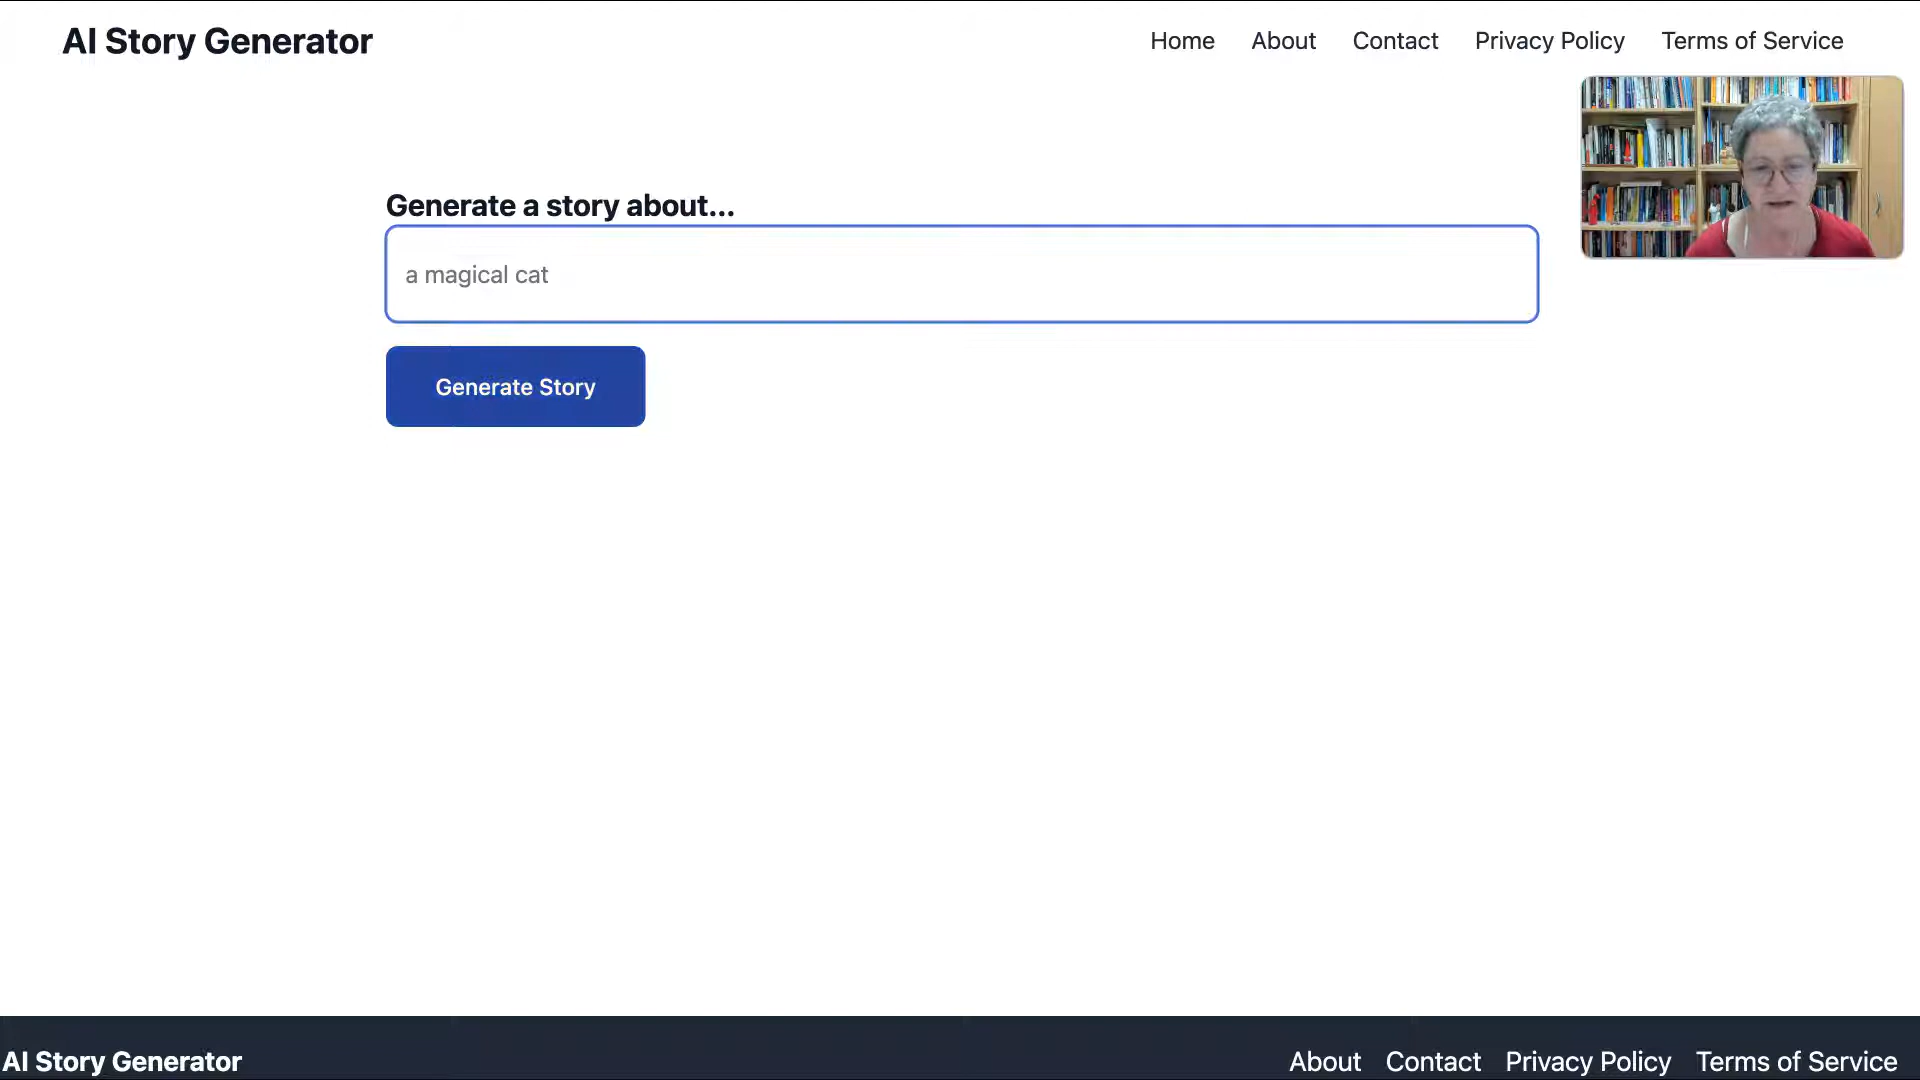 AI Story Generator
Home About Contact Privacy Policy Terms of Service
Generate a story about...
a magical cat
Generate Story
AI Story Generator
About Contact Privacy Policy Terms of Service